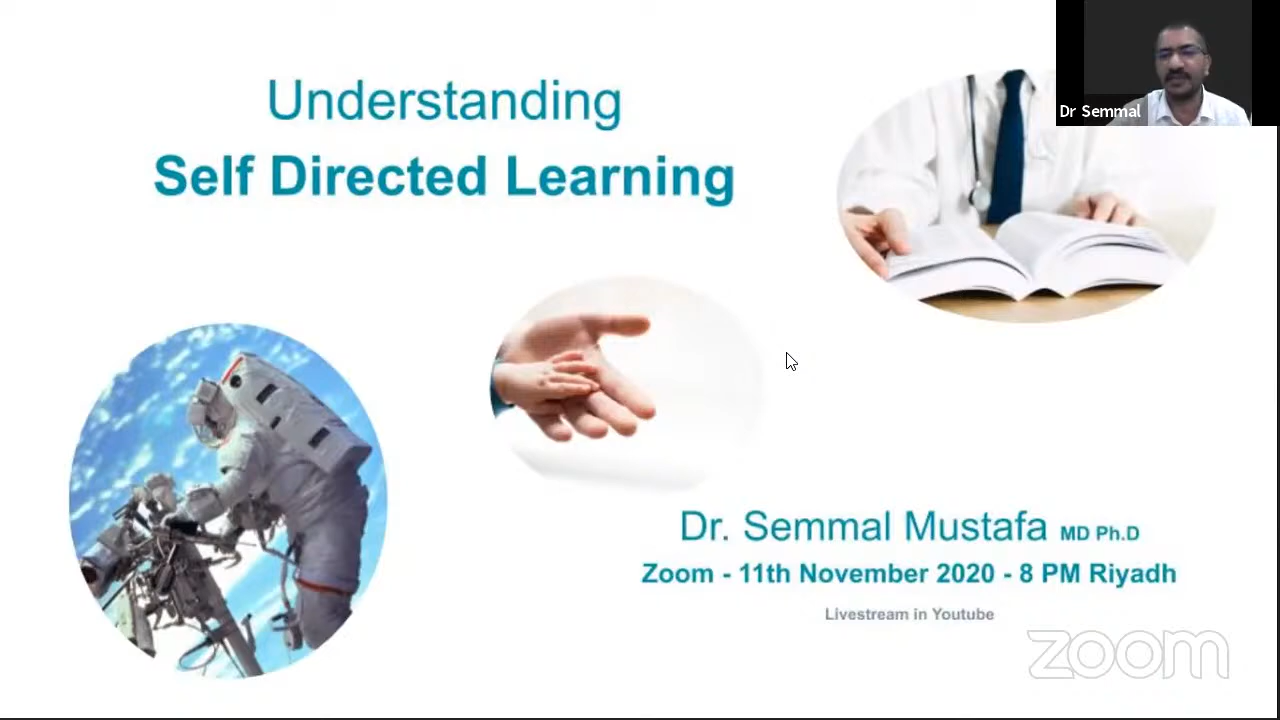 Understanding
Self Directed Learning
Dr Semmal
Dr. Semmal Mustafa MD Ph.D
Zoom - 11th November 2020 - 8 PM Riyadh
Livestream in Youtube
zoom